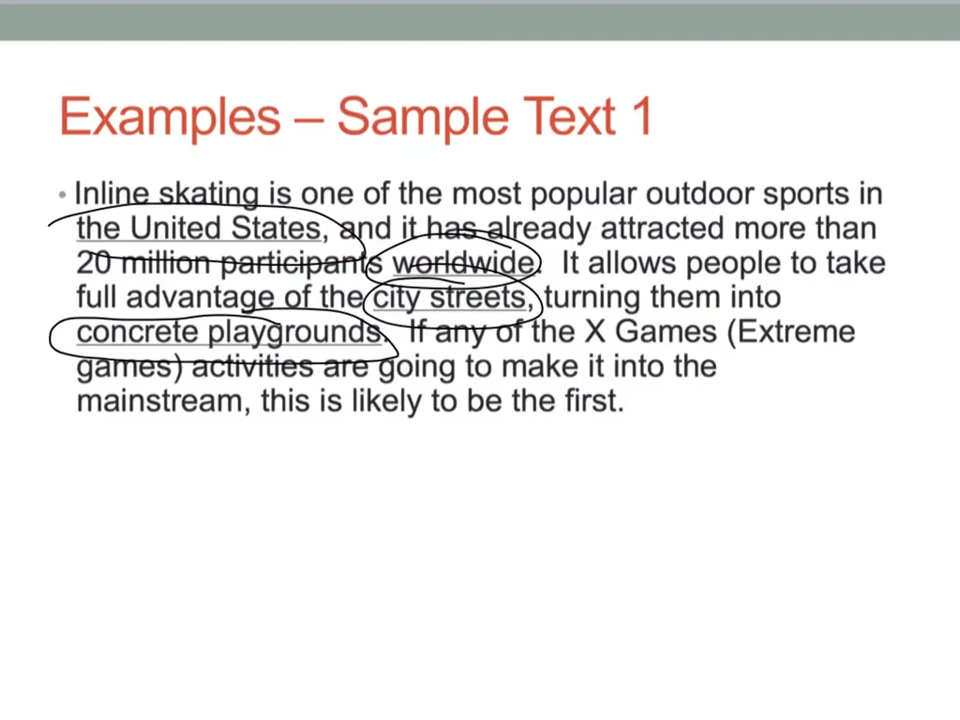 Examples – Sample Text 1
• Inline skating is one of the most popular outdoor sports in
the United States, and it has already attracted more than
20 million participants worldwide. It allows people to take
full advantage of the city streets, turning them into
concrete playgrounds. If any of the X Games (Extreme
games) activities are going to make it into the
mainstream, this is likely to be the first.